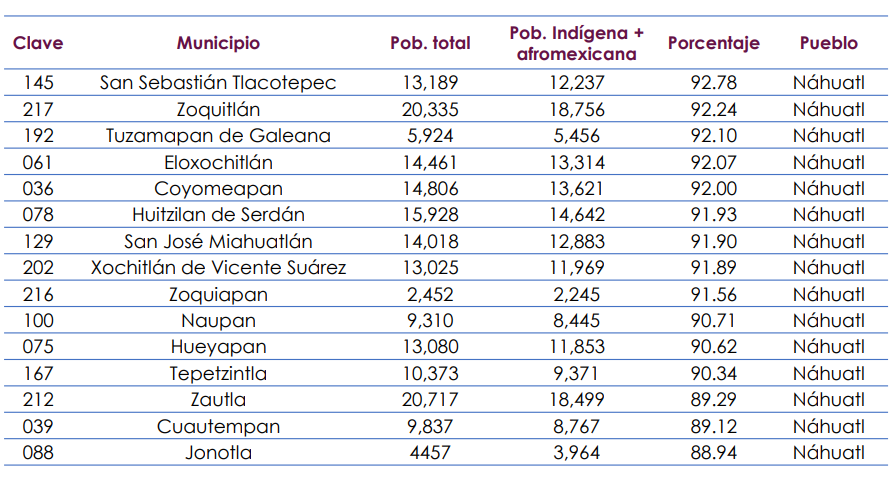 Clave Municipio Pob. total Pob. Indígena + afromexicana Porcentaje Pueblo
145 San Sebastián Tlacotepec 13,189 12,237 92.78 Náhuatl
217 Zoquitlán 20,335 18,756 92.24 Náhuatl
192 Tuzamapan de Galeana 5,924 5,456 92.10 Náhuatl
061 Eloxochitlán 14,461 13,314 92.07 Náhuatl
036 Coyomeapan 14,806 13,621 92.00 Náhuatl
078 Huitzilan de Serdán 15,928 14,642 91.93 Náhuatl
129 San José Miahuatlán 14,018 12,883 91.90 Náhuatl
202 Xochitlán de Vicente Suárez 13,025 11,969 91.89 Náhuatl
216 Zoquiapan 2,452 2,245 91.56 Náhuatl
100 Naupan 9,310 8,445 90.71 Náhuatl
075 Hueyapan 13,080 11,853 90.62 Náhuatl
167 Tepetzintla 10,373 9,371 90.34 Náhuatl
212 Zautla 20,717 18,499 89.29 Náhuatl
039 Cuautempan 9,837 8,767 89.12 Náhuatl
088 Jonotla 4457 3,964 88.94 Náhuatl